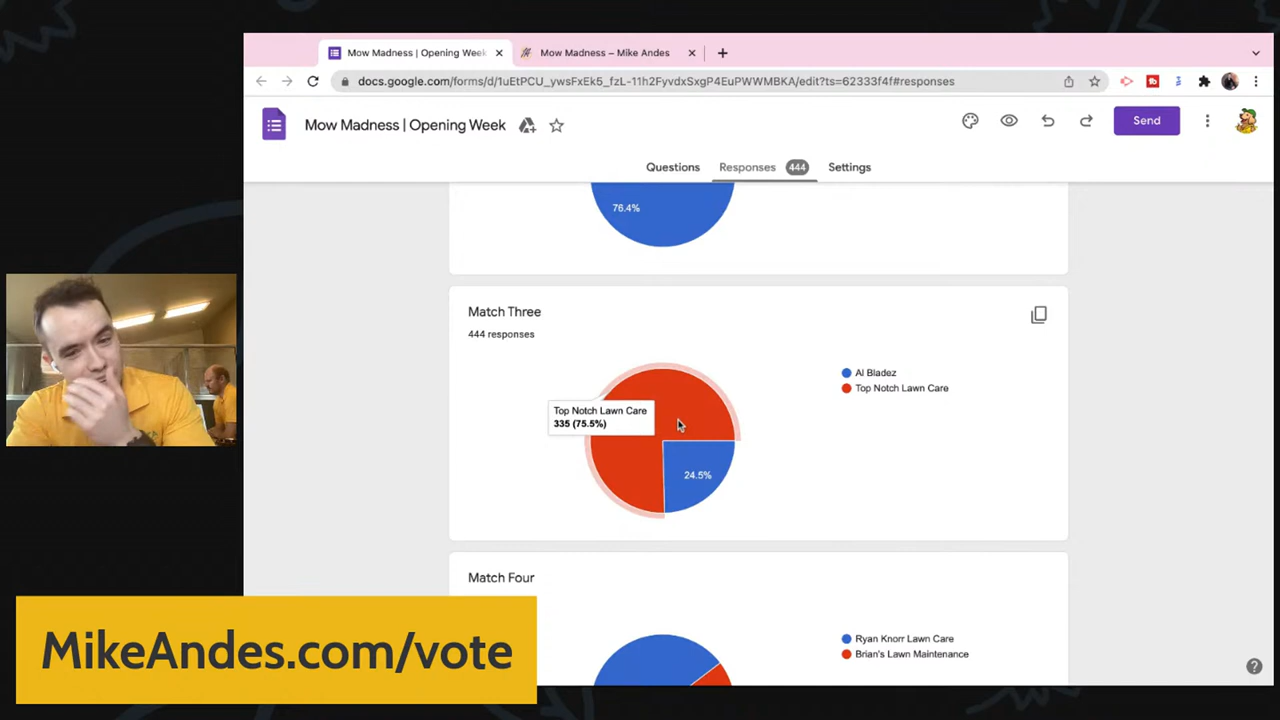 Mow Madness | Opening Week
Mow Madness – Mike Andes
docs.google.com/forms/d/1uEtPCU_ywsFxEk6_fzL-11h2FyvdxSxgP4EuPWWMBKA/edit?ts=62333f4f#responses
Mow Madness | Opening Week
Send
Questions
Responses 444
Settings
76.4%
Match Three
444 responses
Al Bladez
Top Notch Lawn Care
Top Notch Lawn Care
335 (75.5%)
24.5%
Match Four
Ryan Knorr Lawn Care
Brian's Lawn Maintenance
MikeAndes.com/vote